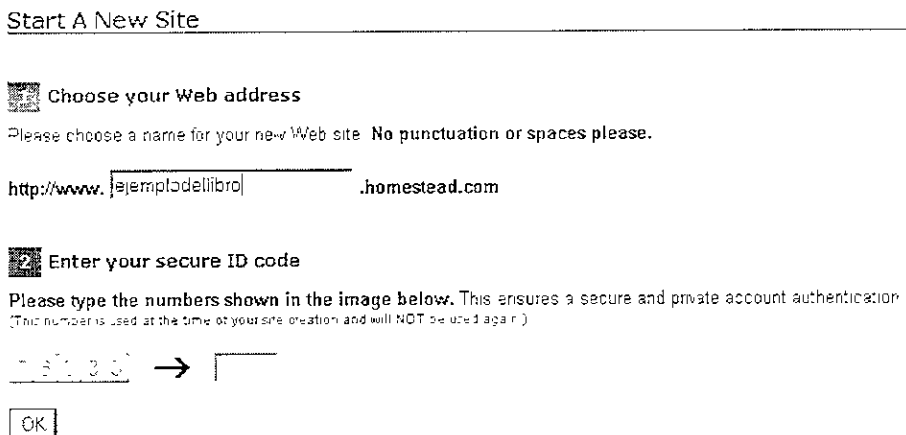 Start A New Site
1 Choose your Web address
Please choose a name for your new Web site. No punctuation or spaces please.
http://www. ejemplodellibro .homestead.com
2 Enter your secure ID code
Please type the numbers shown in the image below. This ensures a secure and private account authentication
(This number is used at the time of your site creation and will NOT be used again.)
→
OK